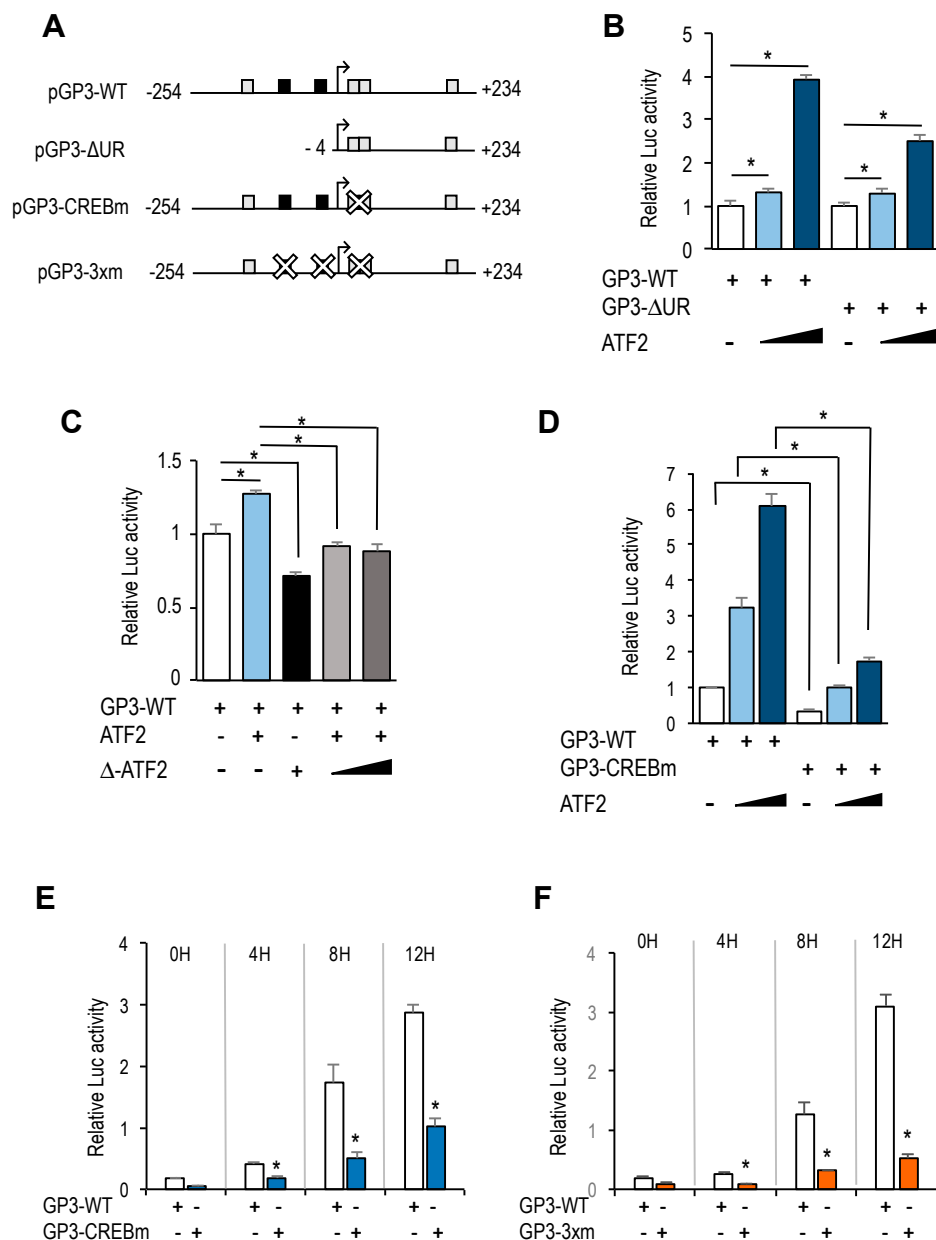 A
pGP3-WT -254 +234
pGP3-ΔUR - 4 +234
pGP3-CREBm -254 +234
pGP3-3xm -254 +234
B
Relative Luc activity
5
4
3
2
1
0
* * * *
GP3-WT + + +
GP3-ΔUR + + +
ATF2 - -
C
Relative Luc activity
1.5
1
0.5
0
* * * *
GP3-WT + + + + +
ATF2 - + - + +
Δ-ATF2 - - +
D
Relative Luc activity
7
6
5
4
3
2
1
0
* * *
GP3-WT + + +
GP3-CREBm + + +
ATF2 - -
E
Relative Luc activity
4
3
2
1
0
0H 4H 8H 12H
* * *
GP3-WT + - + - + - + -
GP3-CREBm - + - + - + - +
F
Relative Luc activity
4
3
2
1
0
0H 4H 8H 12H
* * *
GP3-WT + - + - + - + -
GP3-3xm - + - + - + - +